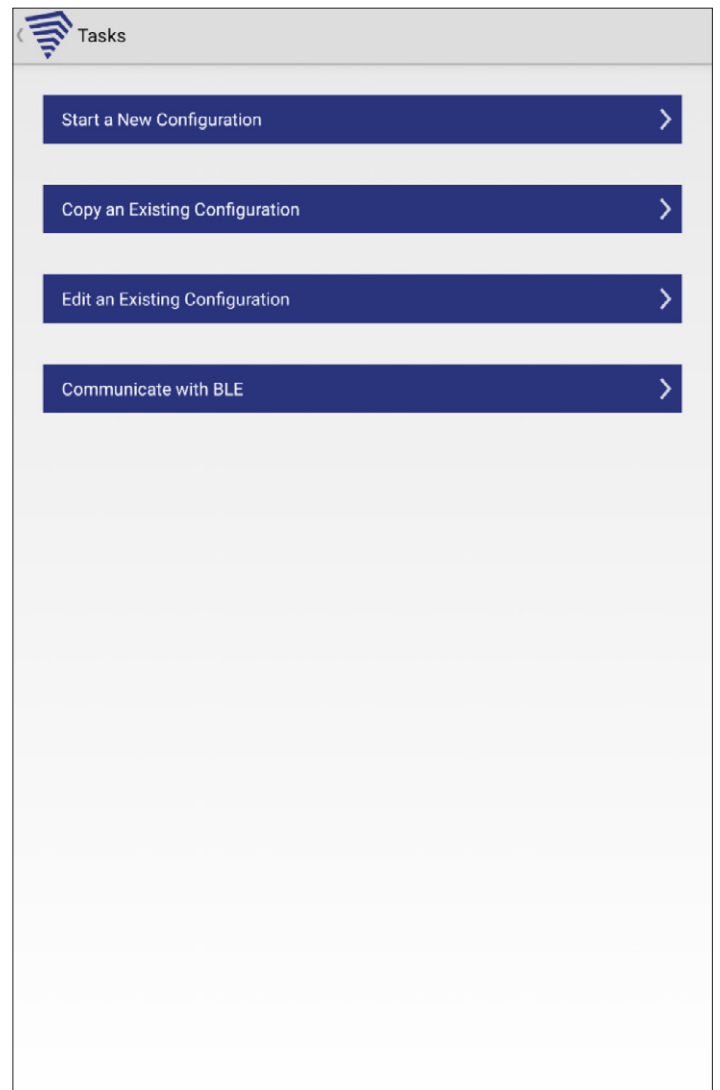 Tasks
Start a New Configuration
Copy an Existing Configuration
Edit an Existing Configuration
Communicate with BLE